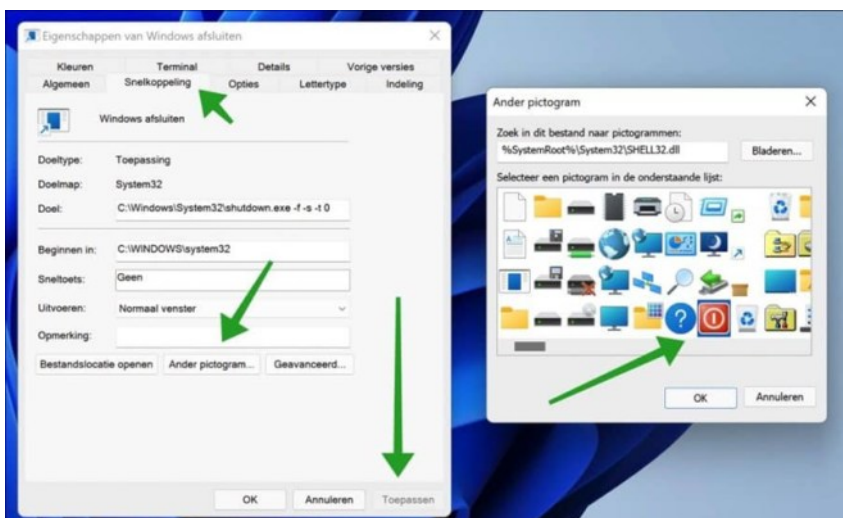 Eigenschappen van Windows afsluiten
Kleuren Terminal Details Vorige versies
Algemeen Snelkoppeling Opties Lettertype Indeling
Windows afsluiten
Doeltype: Toepassing
Doelmap: System32
Doel: C:\Windows\System32\shutdown.exe -f -s -t 0
Beginnen in: C:\WINDOWS\system32
Sneltoets: Geen
Uitvoeren: Normaal venster
Opmerking:
Bestandslocatie openen Ander pictogram... Geavanceerd...
OK Annuleren Toepassen
Ander pictogram
Zoek in dit bestand naar pictogrammen:
%SystemRoot%\System32\SHELL32.dll Bladeren...
Selecteer een pictogram in de onderstaande lijst:
OK Annuleren